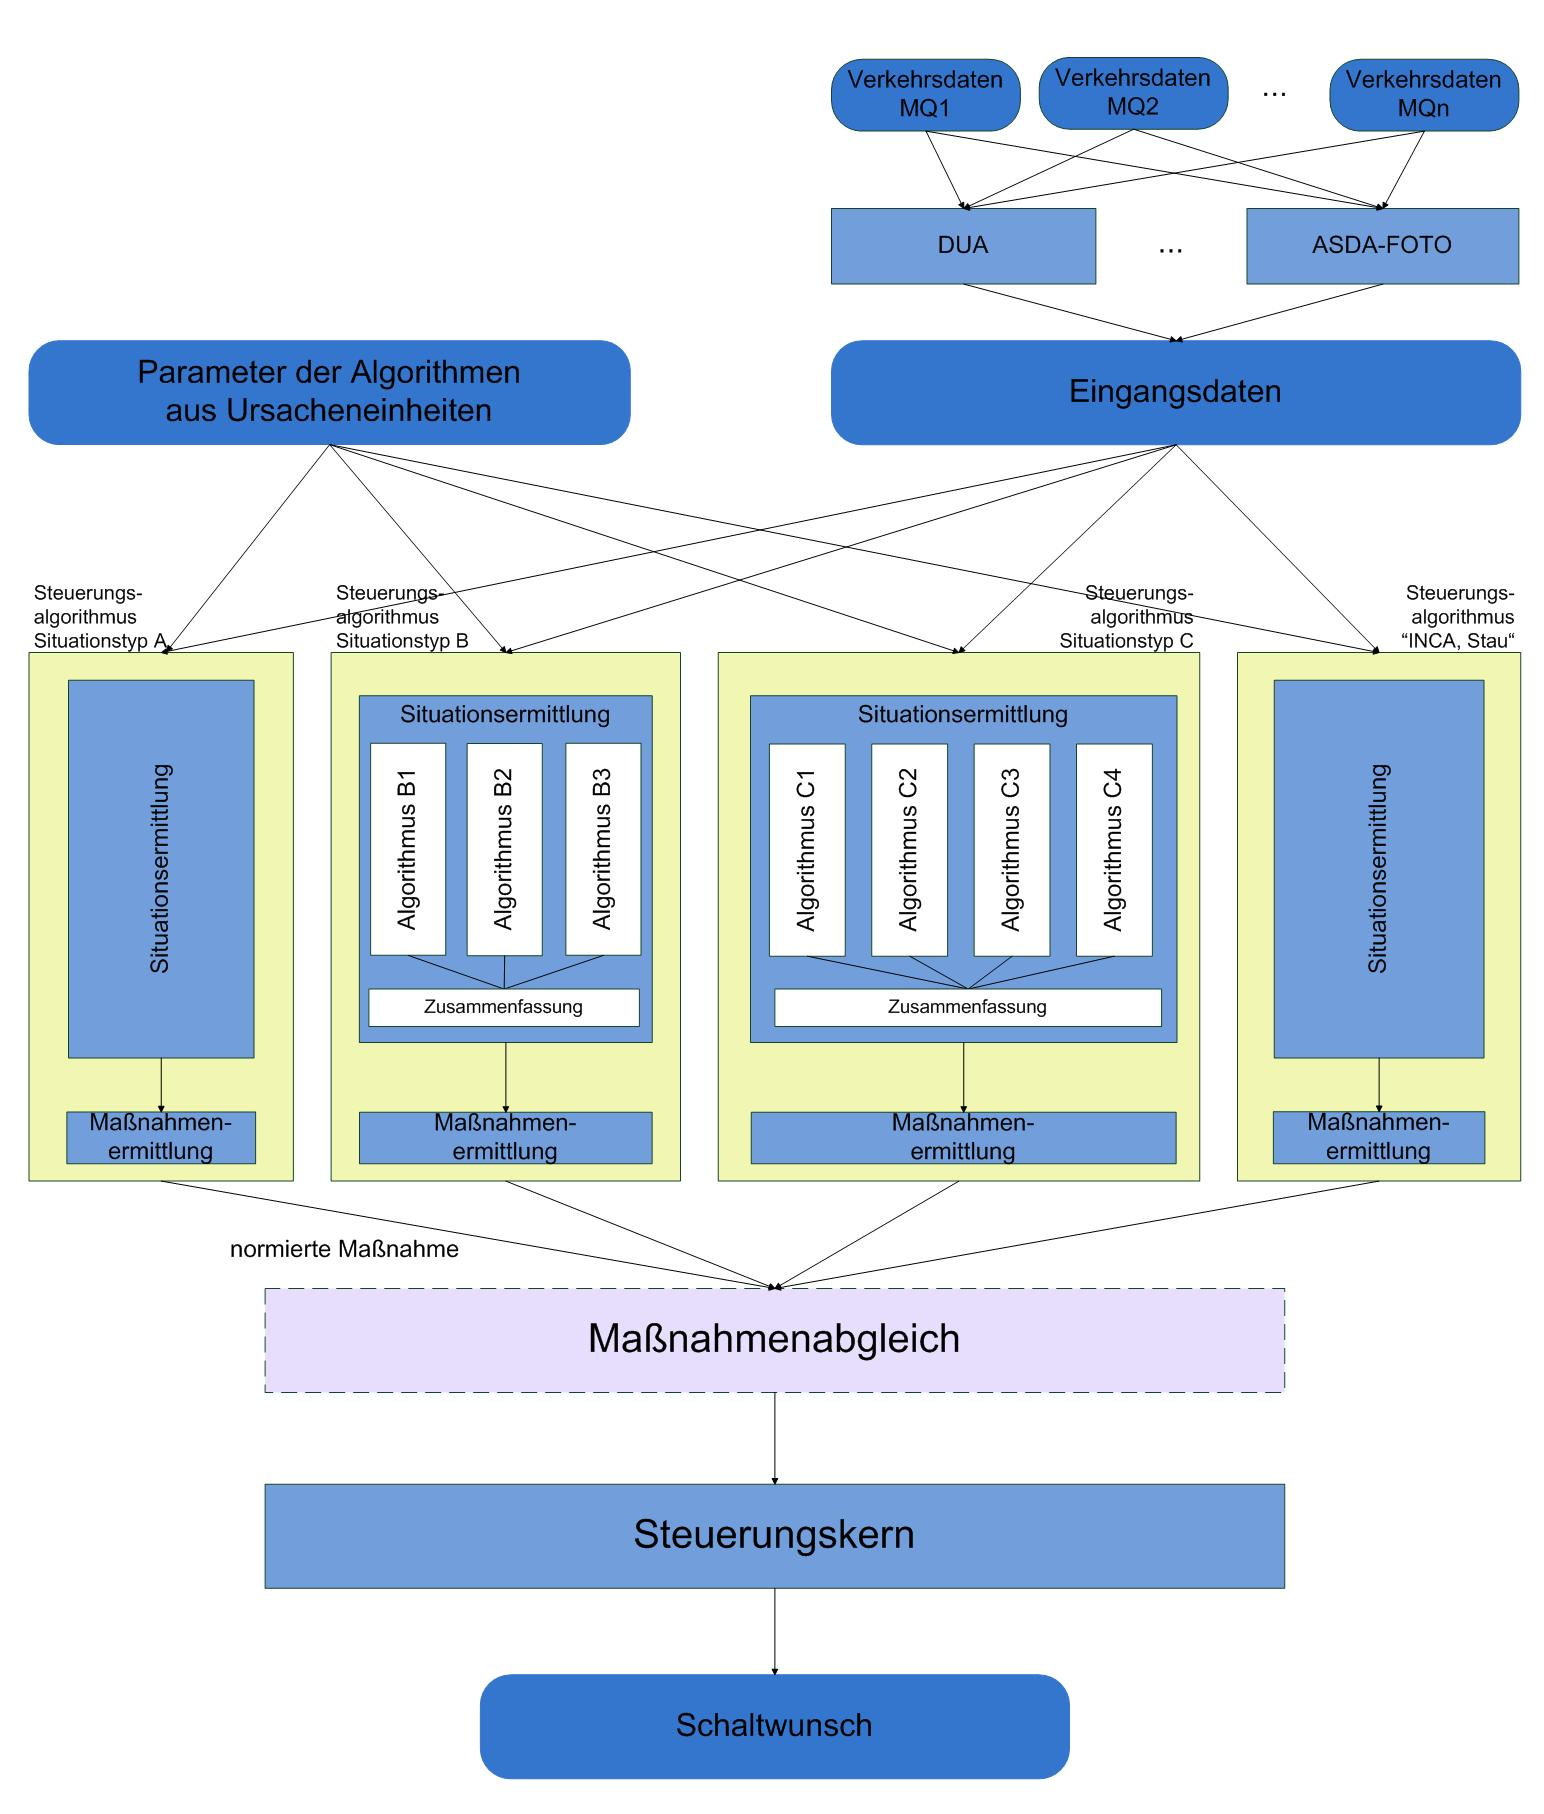 Verkehrsdaten
MQ1
Verkehrsdaten
MQ2
...
Verkehrsdaten
MQn
DUA
...
ASDA-FOTO
Parameter der Algorithmen
aus Ursacheneinheiten
Eingangsdaten
Steuerungs-
algorithmus
Situationstyp A
Steuerungs-
algorithmus
Situationstyp B
Steuerungs-
algorithmus
Situationstyp C
Steuerungs-
algorithmus
“INCA, Stau“
Situationsermittlung
Maßnahmen-
ermittlung
Situationsermittlung
Algorithmus B1
Algorithmus B2
Algorithmus B3
Zusammenfassung
Maßnahmen-
ermittlung
Situationsermittlung
Algorithmus C1
Algorithmus C2
Algorithmus C3
Algorithmus C4
Zusammenfassung
Maßnahmen-
ermittlung
Situationsermittlung
Maßnahmen-
ermittlung
normierte Maßnahme
Maßnahmenabgleich
Steuerungskern
Schaltwunsch